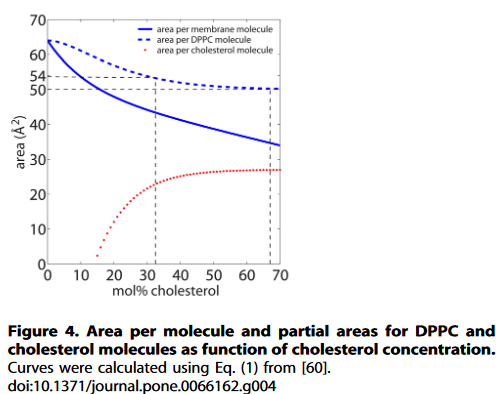 area per membrane molecule
area per DPPC molecule
area per cholesterol molecule
70
60
54
50
40
30
20
10
0
area (Å²)
0 10 20 30 40 50 60 70
mol% cholesterol
Figure 4. Area per molecule and partial areas for DPPC and
cholesterol molecules as function of cholesterol concentration.
Curves were calculated using Eq. (1) from [60].
doi:10.1371/journal.pone.0066162.g004